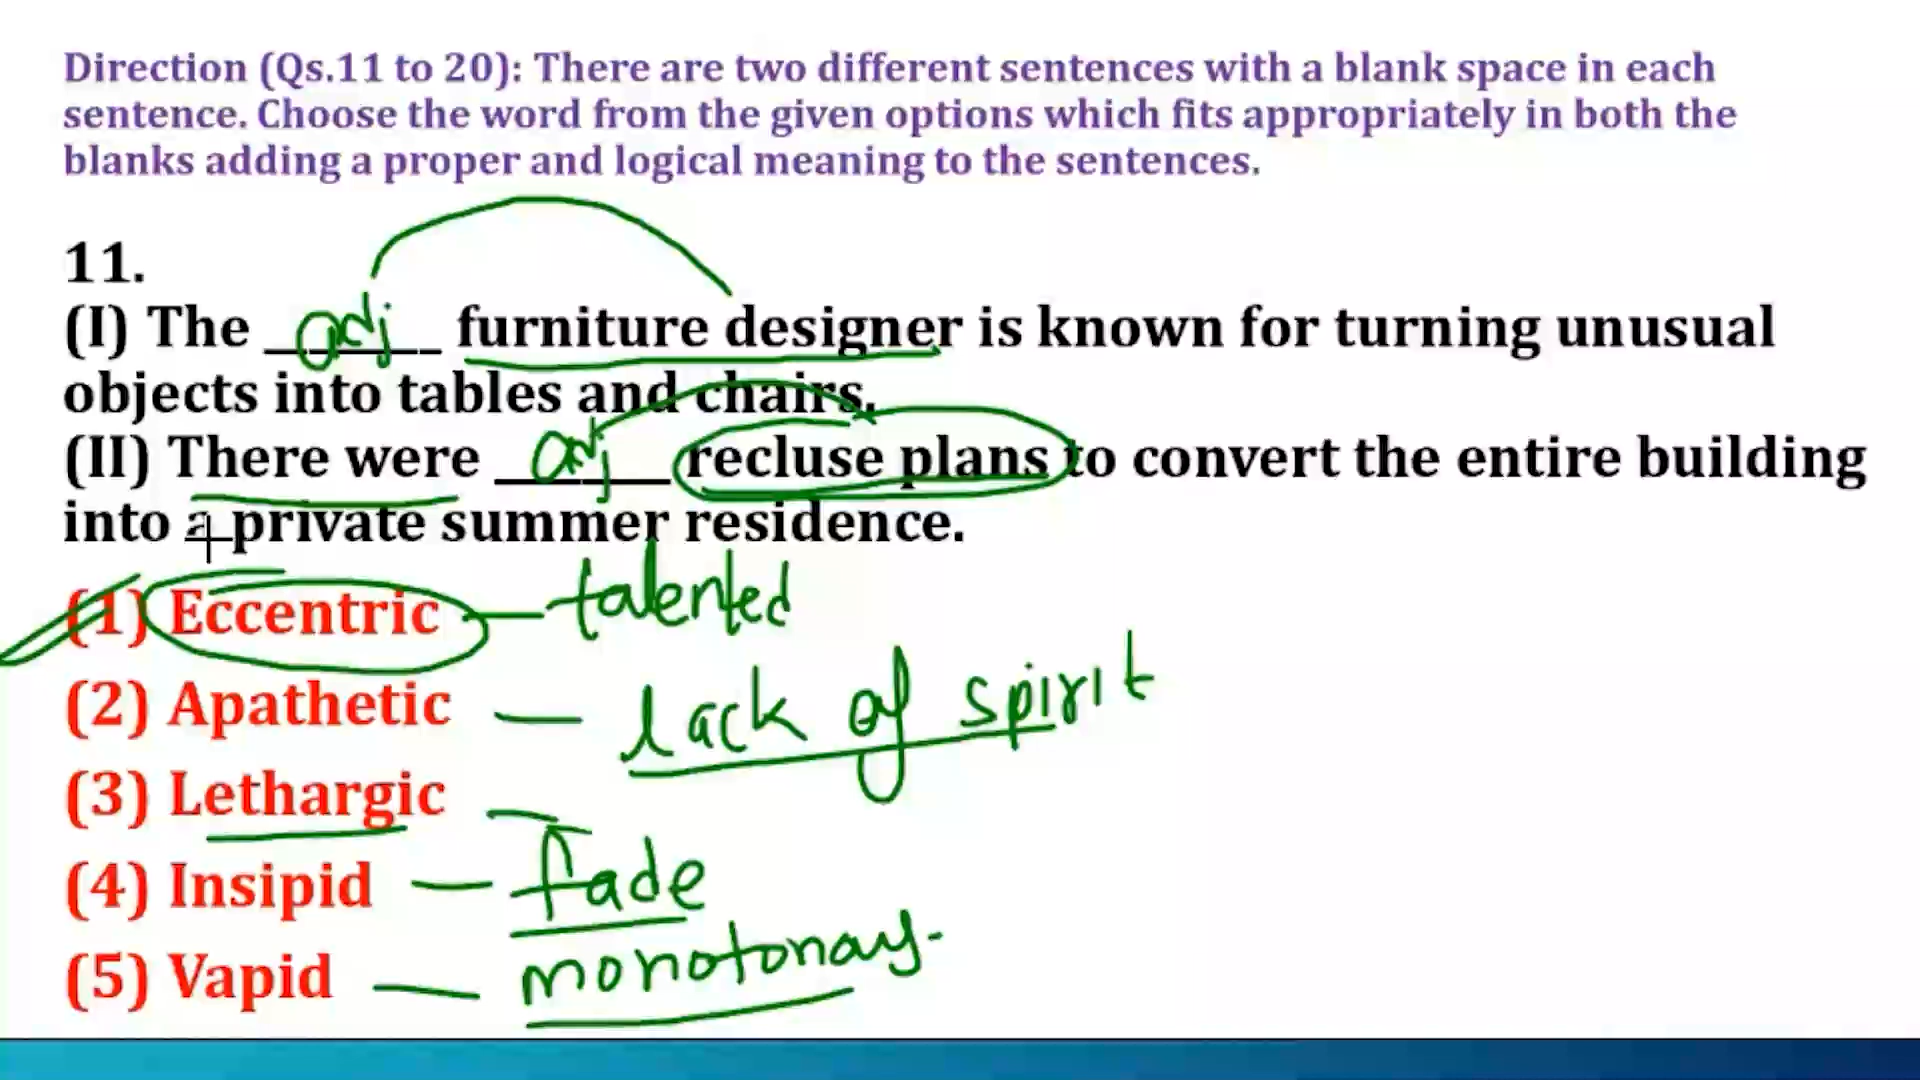 Direction (Qs.11 to 20): There are two different sentences with a blank space in each
sentence. Choose the word from the given options which fits appropriately in both the
blanks adding a proper and logical meaning to the sentences.
11.
(I) The ______ adj furniture designer is known for turning unusual
objects into tables and chairs.
(II) There were ______ adj recluse plans to convert the entire building
into a private summer residence.
(1) Eccentric — talented
(2) Apathetic — lack of spirit
(3) Lethargic
(4) Insipid — fade
(5) Vapid — monotonay.